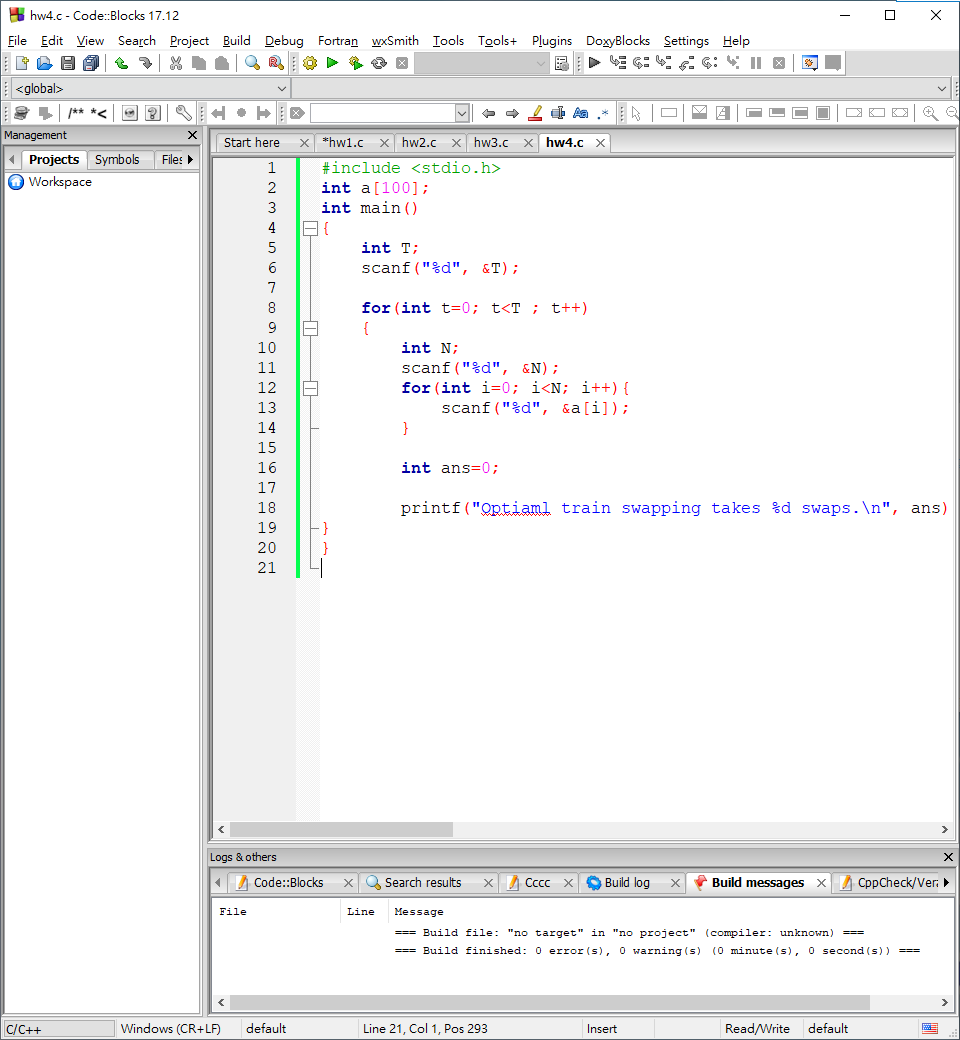 hw4.c - Code::Blocks 17.12
File Edit View Search Project Build Debug Fortran wxSmith Tools Tools+ Plugins DoxyBlocks Settings Help
<global>
/** *<
Management
Projects Symbols Files
Workspace
Start here *hw1.c hw2.c hw3.c hw4.c
1 #include <stdio.h>
2 int a[100];
3 int main()
4 {
5 int T;
6 scanf("%d", &T);
7
8 for(int t=0; t<T ; t++)
9 {
10 int N;
11 scanf("%d", &N);
12 for(int i=0; i<N; i++){
13 scanf("%d", &a[i]);
14 }
15
16 int ans=0;
17
18 printf("Optiaml train swapping takes %d swaps.\n", ans)
19 }
20 }
21
Logs & others
Code::Blocks Search results Cccc Build log Build messages CppCheck/Vera
File Line Message
=== Build file: "no target" in "no project" (compiler: unknown) ===
=== Build finished: 0 error(s), 0 warning(s) (0 minute(s), 0 second(s)) ===
C/C++ Windows (CR+LF) default Line 21, Col 1, Pos 293 Insert Read/Write default